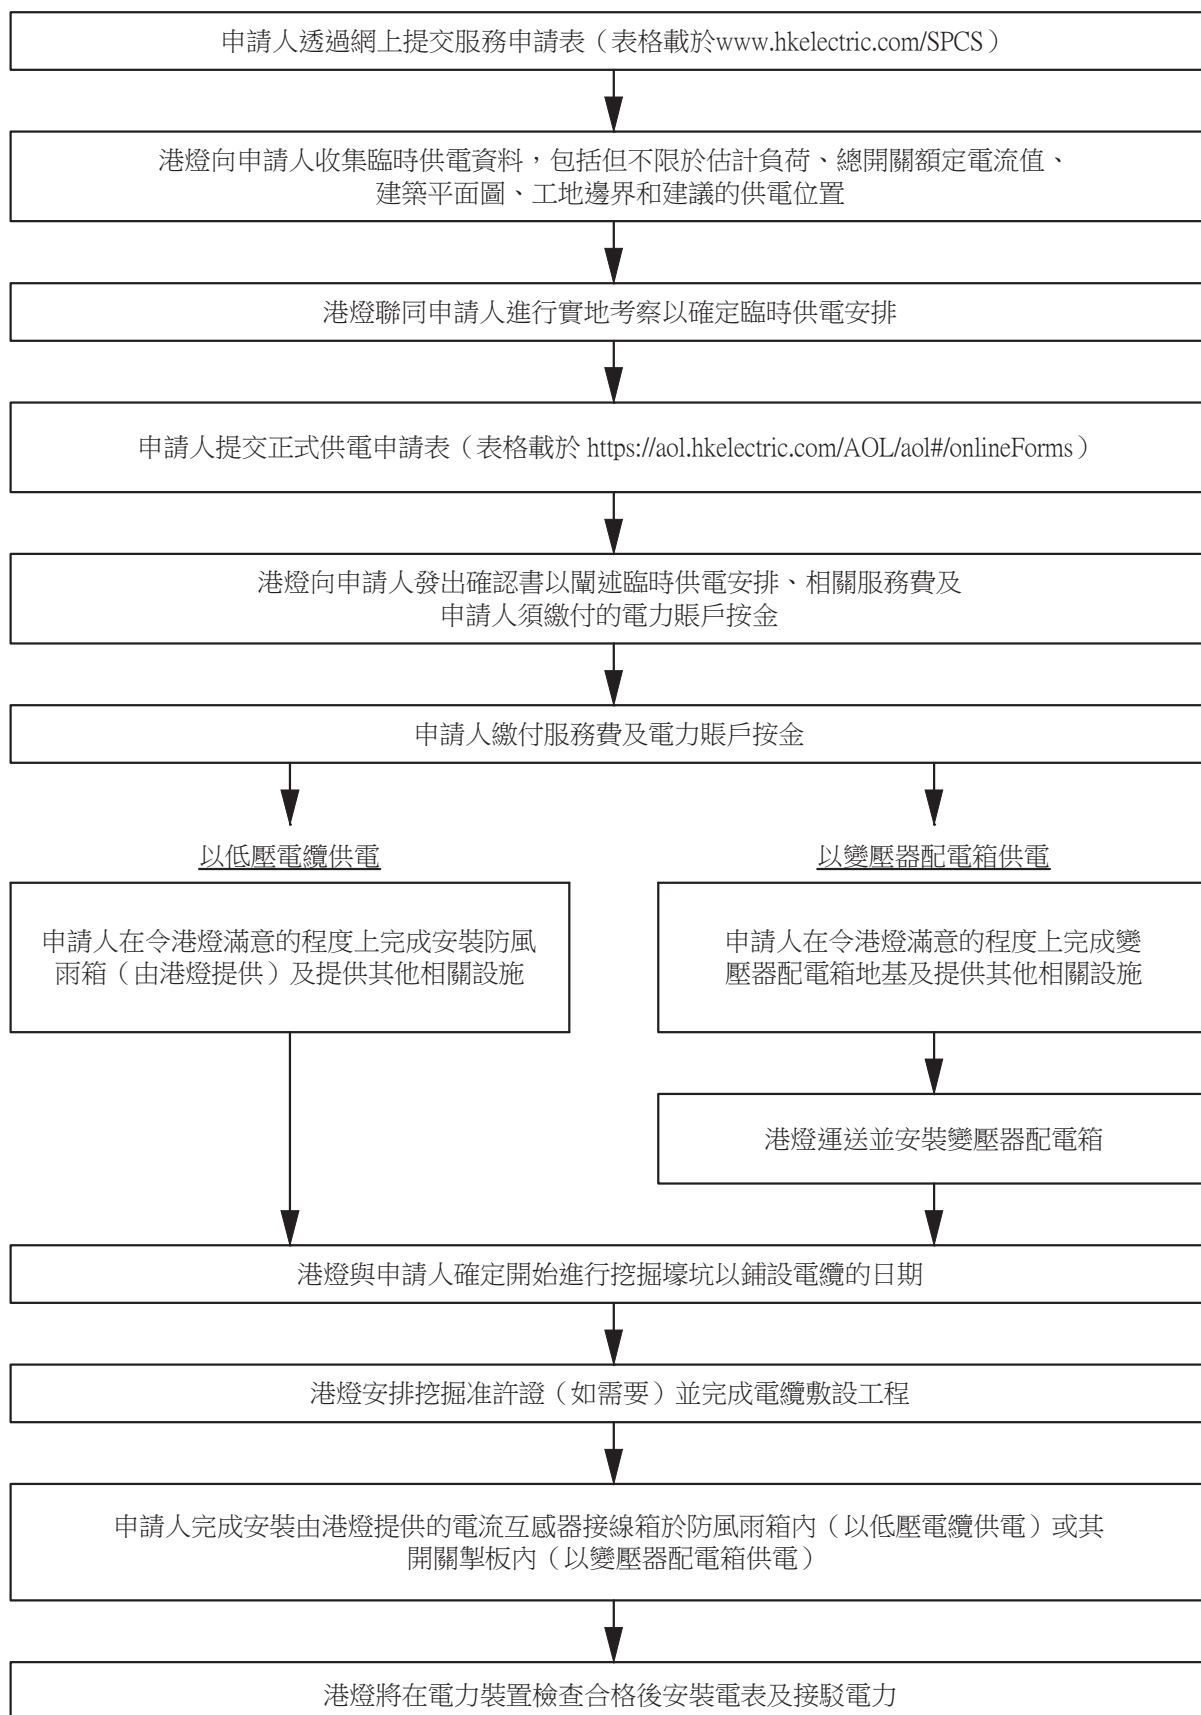 申請人透過網上提交服務申請表（表格載於www.hkelectric.com/SPCS）
港燈向申請人收集臨時供電資料，包括但不限於估計負荷、總開關額定電流值、
建築平面圖、工地邊界和建議的供電位置
港燈聯同申請人進行實地考察以確定臨時供電安排
申請人提交正式供電申請表（表格載於 https://aol.hkelectric.com/AOL/aol#/onlineForms）
港燈向申請人發出確認書以闡述臨時供電安排、相關服務費及
申請人須繳付的電力賬戶按金
申請人繳付服務費及電力賬戶按金
以低壓電纜供電
申請人在令港燈滿意的程度上完成安裝防風
雨箱（由港燈提供）及提供其他相關設施
以變壓器配電箱供電
申請人在令港燈滿意的程度上完成變
壓器配電箱地基及提供其他相關設施
港燈運送並安裝變壓器配電箱
港燈與申請人確定開始進行挖掘壕坑以鋪設電纜的日期
港燈安排挖掘准許證（如需要）並完成電纜敷設工程
申請人完成安裝由港燈提供的電流互感器接線箱於防風雨箱內（以低壓電纜供電）或其
開關掣板內（以變壓器配電箱供電）
港燈將在電力裝置檢查合格後安裝電表及接駁電力